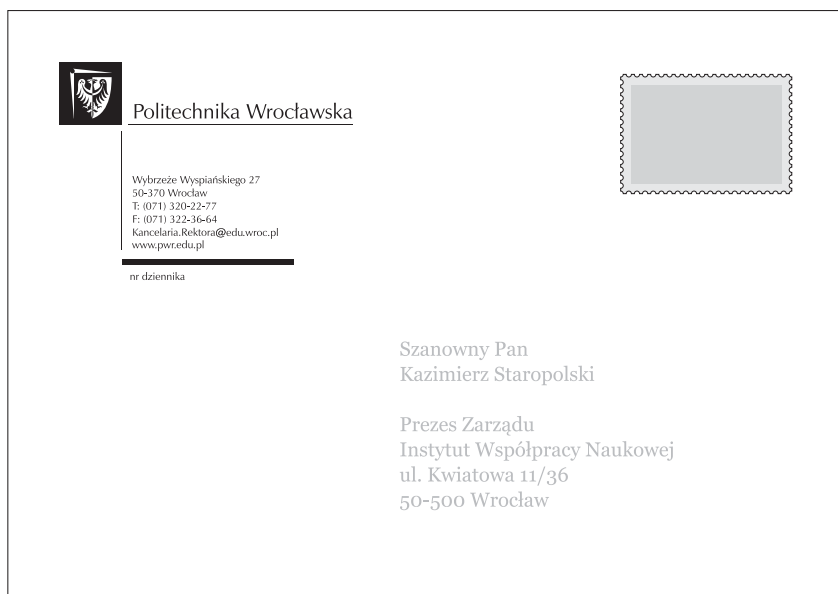 Politechnika Wrocławska
Wybrzeże Wyspiańskiego 27
50-370 Wrocław
T: (071) 320-22-77
F: (071) 322-36-64
Kancelaria.Rektora@edu.wroc.pl
www.pwr.edu.pl
nr dziennika
Szanowny Pan
Kazimierz Staropolski
Prezes Zarządu
Instytut Współpracy Naukowej
ul. Kwiatowa 11/36
50-500 Wrocław